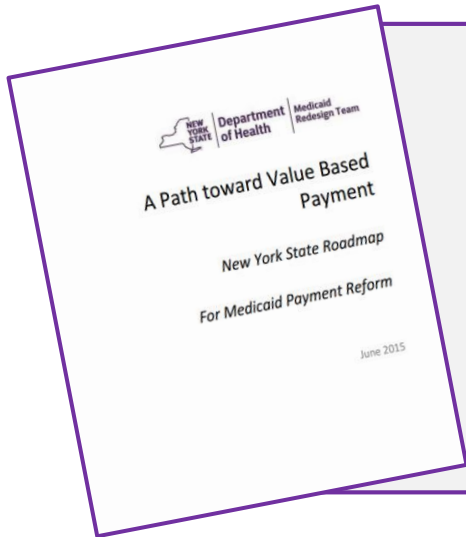 NEW
YORK
STATE
Department
of Health
Medicaid
Redesign Team
A Path toward Value Based
Payment
New York State Roadmap
For Medicaid Payment Reform
June 2015